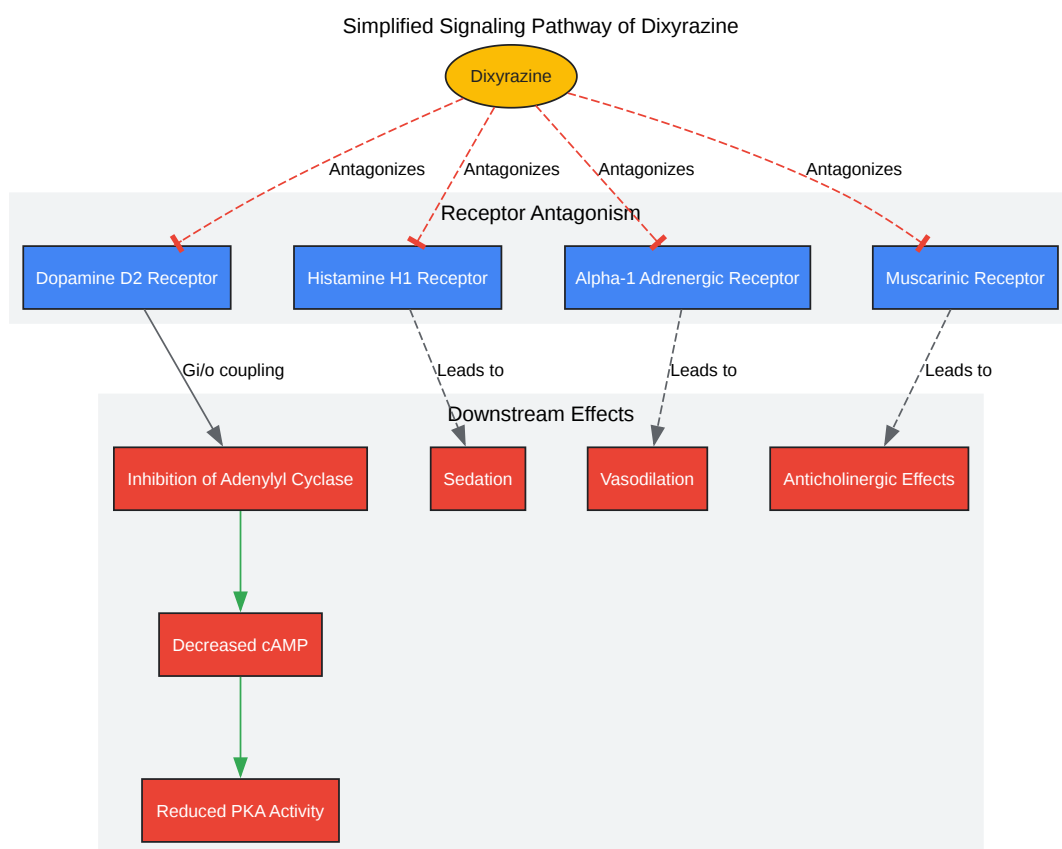 Simplified Signaling Pathway of Dixyrazine
Dixyrazine
Antagonizes
Antagonizes
Antagonizes
Antagonizes
Receptor Antagonism
Dopamine D2 Receptor
Histamine H1 Receptor
Alpha-1 Adrenergic Receptor
Muscarinic Receptor
Gi/o coupling
Leads to
Leads to
Leads to
Downstream Effects
Inhibition of Adenylyl Cyclase
Sedation
Vasodilation
Anticholinergic Effects
Decreased cAMP
Reduced PKA Activity